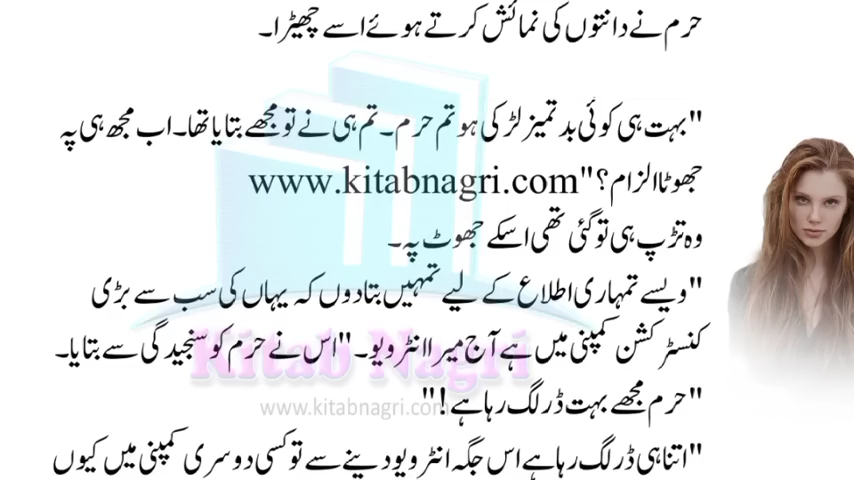 حرم نے دانتوں کی نمائش کرتے ہوئے اسے چھیڑا۔
"بہت ہی کوئی بدتمیز لڑکی ہو تم حرم۔ تم ہی نے تو مجھے بتایا تھا۔ اب مجھ ہی پہ
جھوٹا الزام؟" www.kitabnagri.com
وہ تڑپ ہی تو گئی تھی اسکے جھوٹ پہ۔
"ویسے تمہاری اطلاع کے لیے تمہیں بتا دوں کہ یہاں کی سب سے بڑی
کنسٹرکشن کمپنی میں ہے آج میرا انٹرویو۔" اس نے حرم کو سنجیدگی سے بتایا۔
Kitab Nagri
"حرم مجھے بہت ڈر لگ رہا ہے!"
www.kitabnagri.com
"اتنا ہی ڈر لگ رہا ہے اس جگہ انٹرویو دینے سے تو کسی دوسری کمپنی میں کیوں